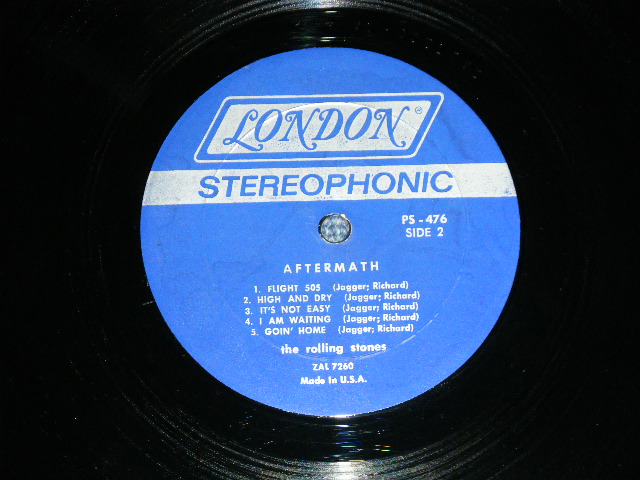 LONDON®
STEREOPHONIC
PS-476
SIDE 2
AFTERMATH
1. FLIGHT 505 (Jagger; Richard)
2. HIGH AND DRY (Jagger; Richard)
3. IT'S NOT EASY (Jagger; Richard)
4. I AM WAITING (Jagger; Richard)
5. GOIN' HOME (Jagger; Richard)
the rolling stones
ZAL 7260
Made In U.S.A.